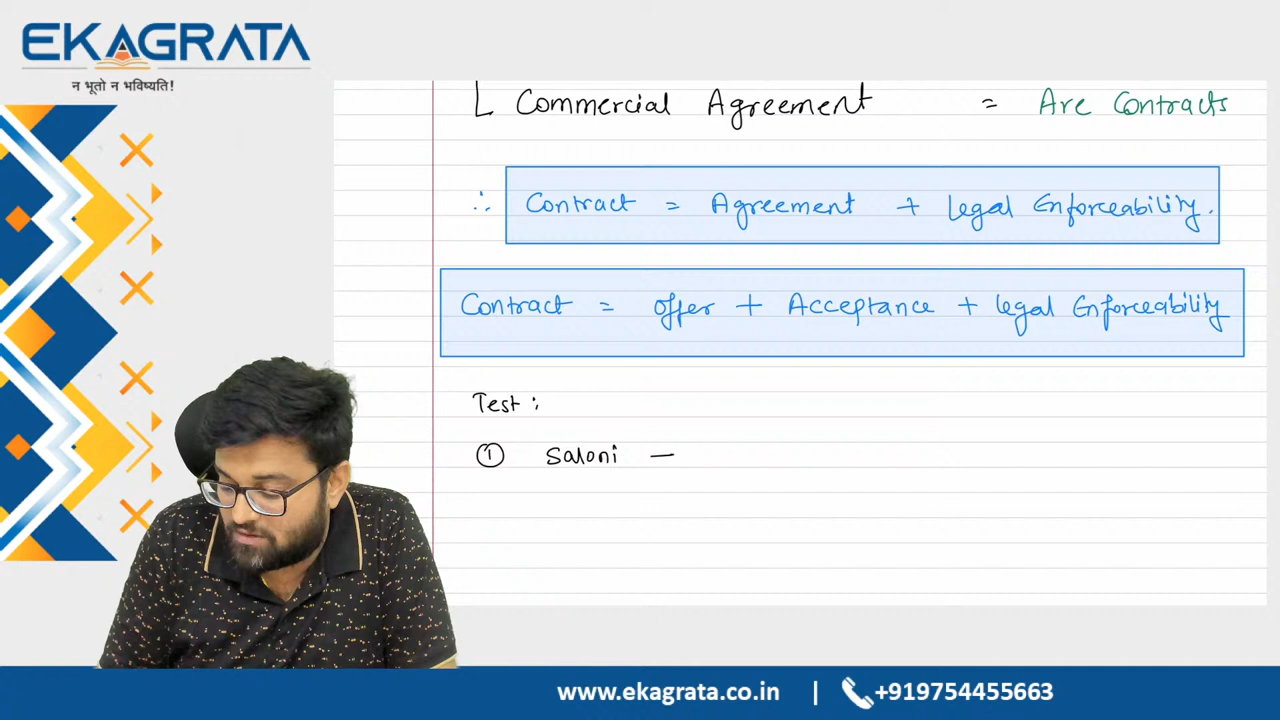 EKAGRATA
न भूतो न भविष्यति!
Commercial Agreement = Are Contracts
∴ Contract = Agreement + legal Enforceability.
Contract = offer + Acceptance + legal Enforceability
Test :
① Saloni —
www.ekagrata.co.in | +919754455663